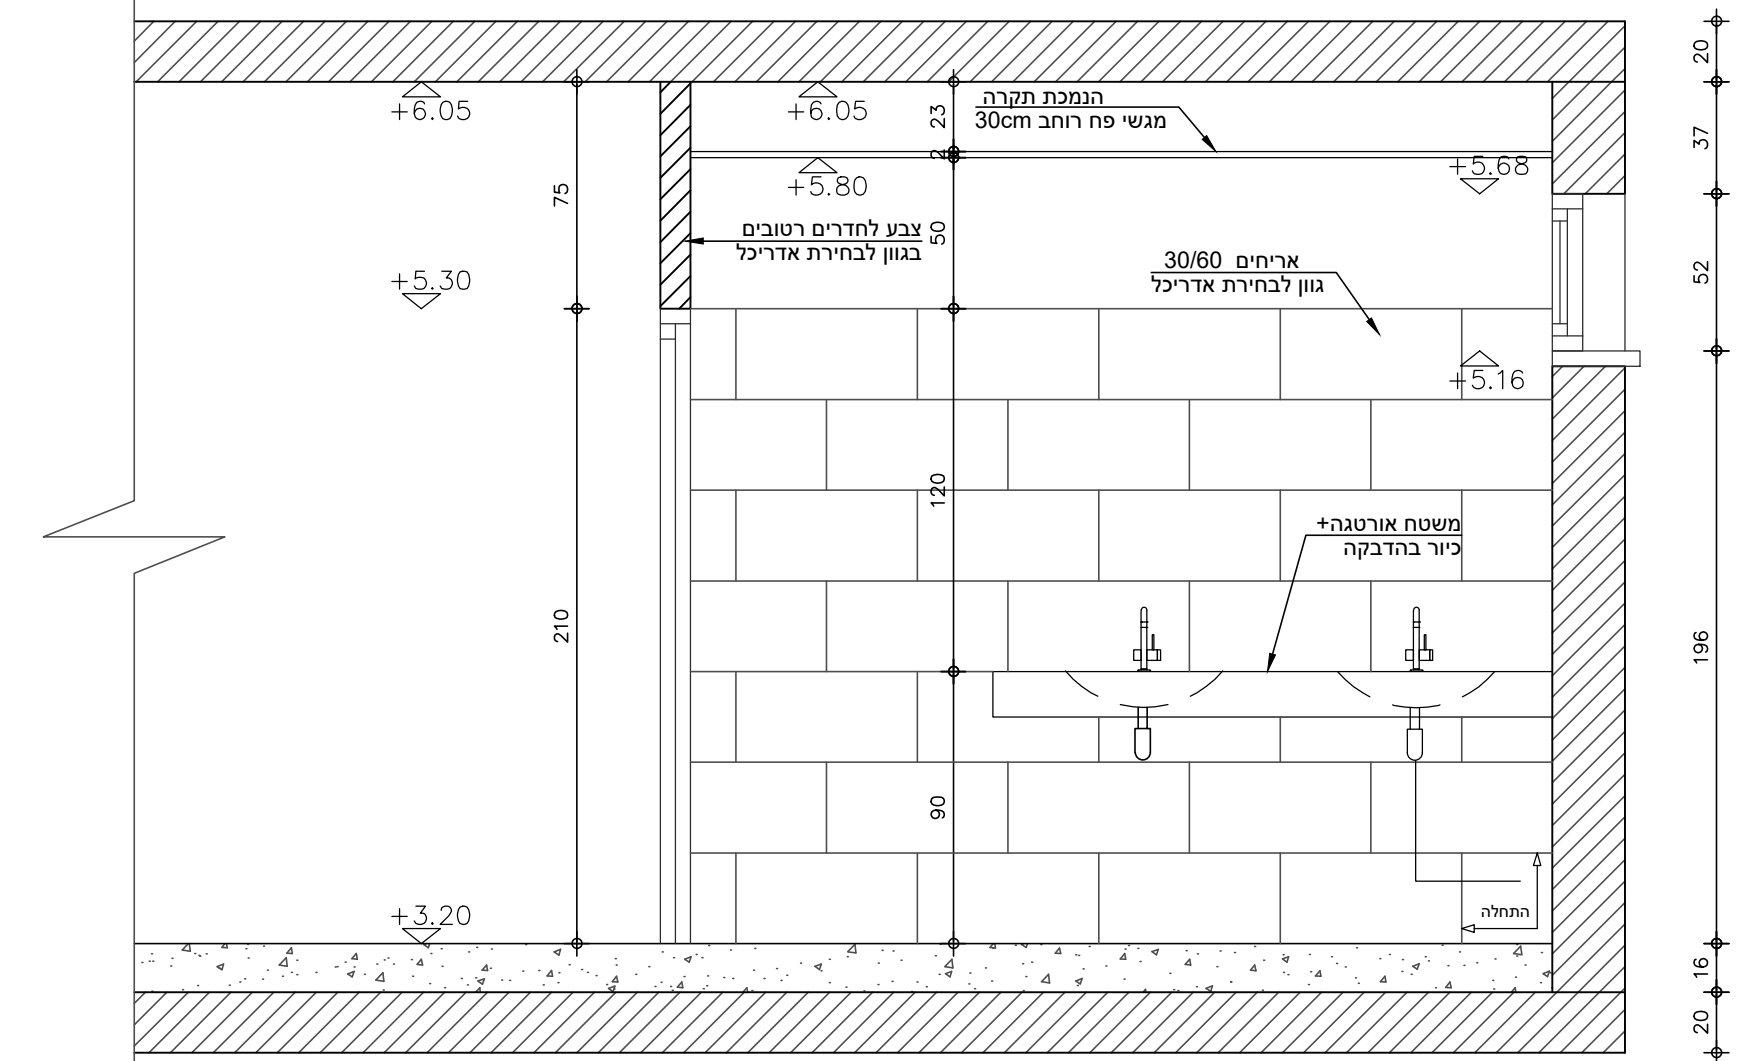 20
+6.05
+6.05
23
הנמכת תקרה
מגשי פח רוחב 30cm
37
2
+5.80
+5.68
75
50
צבע לחדרים רטובים
בגוון לבחירת אדריכל
אריחים 30/60
גוון לבחירת אדריכל
+5.30
52
+5.16
120
משטח אורטגה+
כיור בהדבקה
210
196
90
התחלה
+3.20
16
20